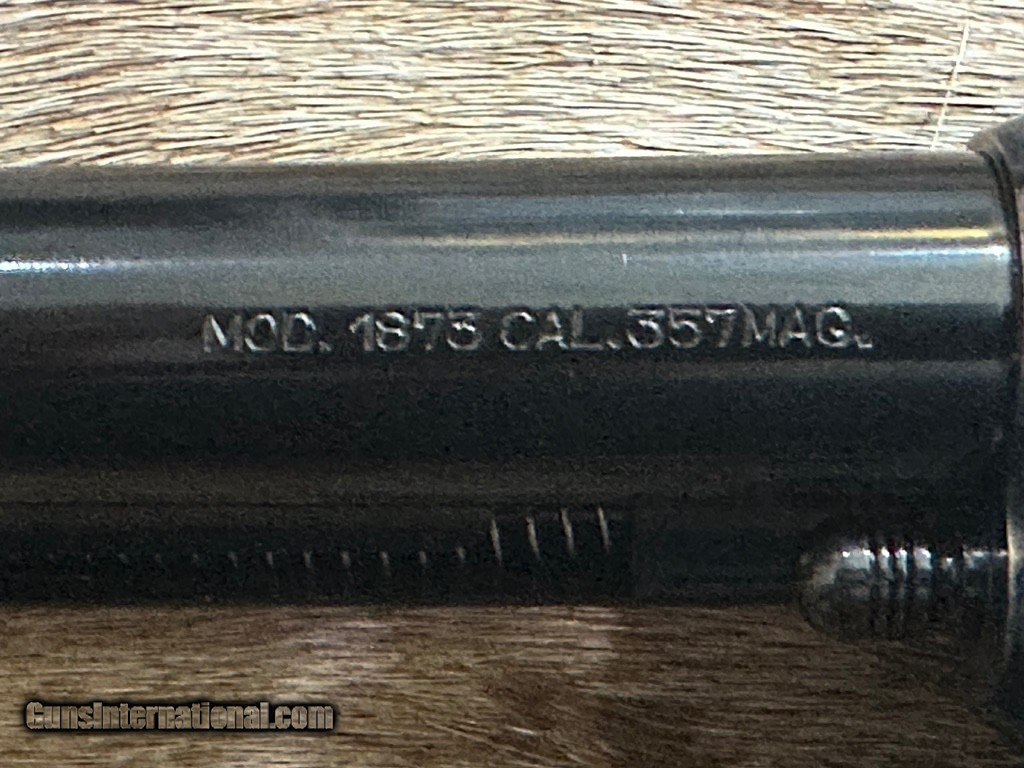 MOD. 1873 CAL.357MAG.
GunsInternational.com